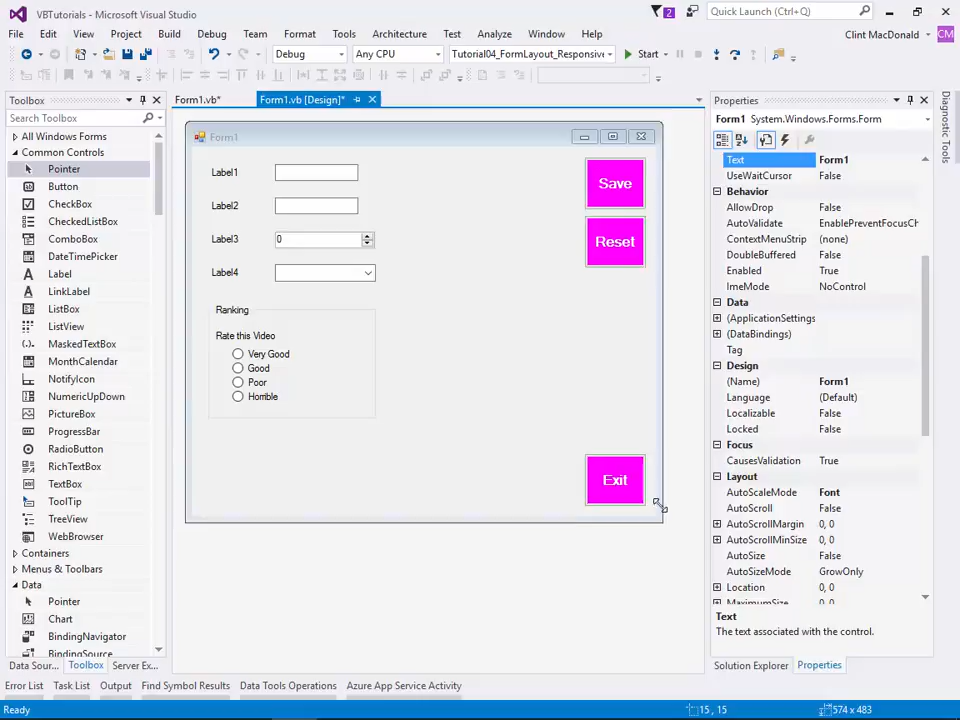 VBTutorials - Microsoft Visual Studio
2
Quick Launch (Ctrl+Q)
File Edit View Project Build Debug Team Format Tools Architecture Test Analyze Window Help
Clint MacDonald
CM
Debug Any CPU Tutorial04_FormLayout_Responsive Start
Toolbox
Form1.vb*
Form1.vb [Design]*
Properties
Search Toolbox
Form1 System.Windows.Forms.Form
Diagnostic Tools
All Windows Forms
Common Controls
Pointer
Button
CheckBox
CheckedListBox
ComboBox
DateTimePicker
Label
LinkLabel
ListBox
ListView
MaskedTextBox
MonthCalendar
NotifyIcon
NumericUpDown
PictureBox
ProgressBar
RadioButton
RichTextBox
TextBox
ToolTip
TreeView
WebBrowser
Containers
Menus & Toolbars
Data
Pointer
Chart
BindingNavigator
BindingSource
Data Sour... Toolbox Server Ex...
Form1
Label1
Label2
Label3 0
Label4
Ranking
Rate this Video
Very Good
Good
Poor
Horrible
Save
Reset
Exit
Text Form1
UseWaitCursor False
Behavior
AllowDrop False
AutoValidate EnablePreventFocusCh
ContextMenuStrip (none)
DoubleBuffered False
Enabled True
ImeMode NoControl
Data
(ApplicationSettings
(DataBindings)
Tag
Design
(Name) Form1
Language (Default)
Localizable False
Locked False
Focus
CausesValidation True
Layout
AutoScaleMode Font
AutoScroll False
AutoScrollMargin 0, 0
AutoScrollMinSize 0, 0
AutoSize False
AutoSizeMode GrowOnly
Location 0, 0
MaximumSize 0, 0
Text
The text associated with the control.
Solution Explorer Properties
Error List Task List Output Find Symbol Results Data Tools Operations Azure App Service Activity
Ready
15 , 15
574 x 483